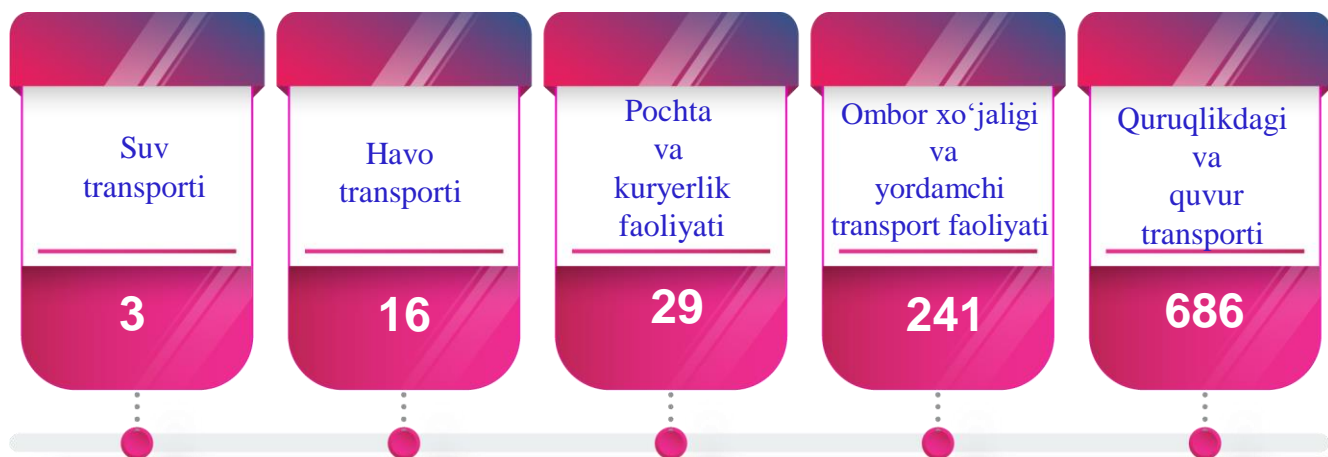 Suv
transporti
3
Havo
transporti
16
Pochta
va
kuryerlik
faoliyati
29
Ombor xo‘jaligi
va
yordamchi
transport faoliyati
241
Quruqlikdagi
va
quvur
transporti
686